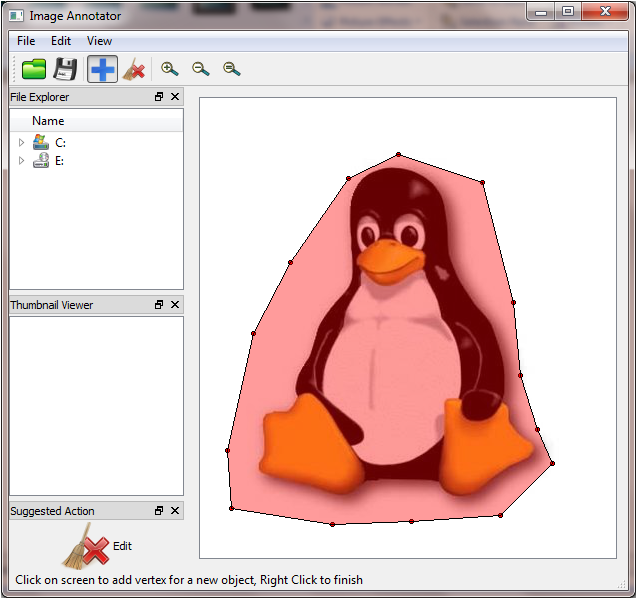 Image Annotator
File Edit View
File Explorer
Name
C:
E:
Thumbnail Viewer
Suggested Action
Edit
Click on screen to add vertex for a new object, Right Click to finish